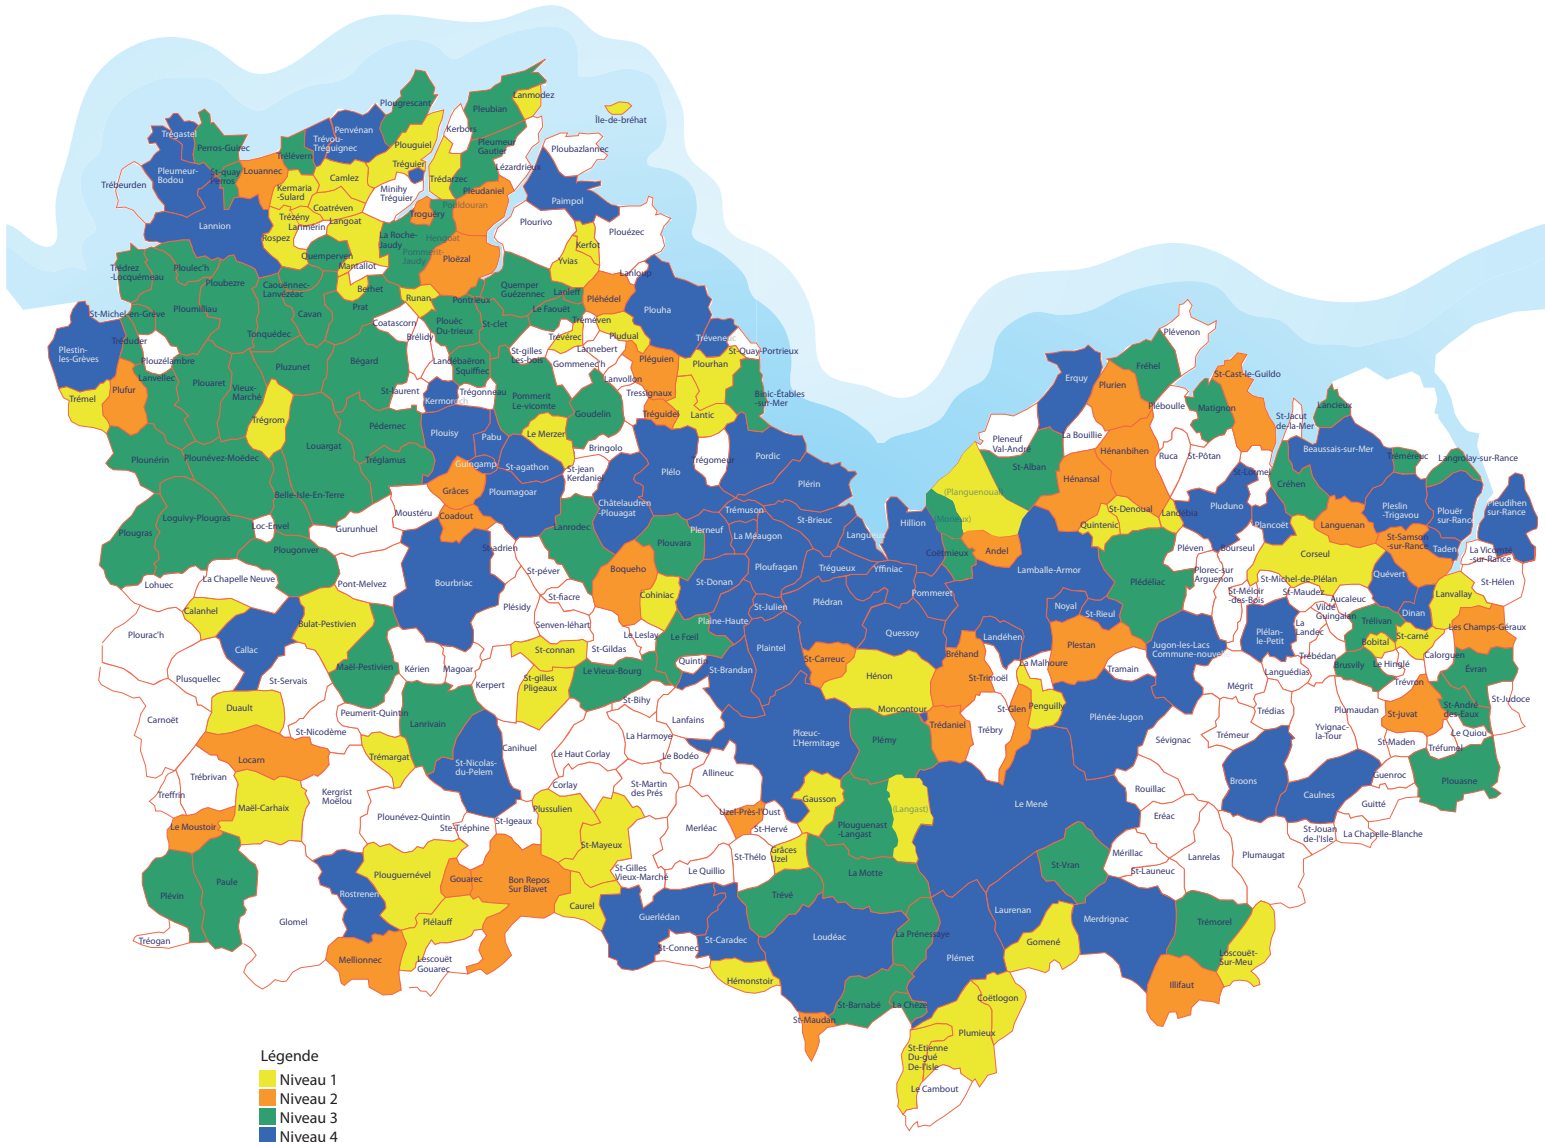 Plougrescant
Pleubian
Lanmodez
Île-de-bréhat
Trégastel
Perros-Guirec
Trélévern
Trévou-
Tréguignec
Penvénan
Plouguiel
Kerbors
Pleumeur
Gautier
Lézardrieux
Ploubazlannec
Trébeurden
Pleumeur-
Bodou
St-quay
Perros
Louannec
Kermaria
-Sulard
Camlez
Tréguier
Minihy
Tréguier
Trédarzec
Pleudaniel
Paimpol
Coatréven
Trézény
Lanmerin
Langoat
Troguéry
Pouldouran
Hengoat
Lannion
Rospez
Quemperven
La Roche-
Jaudy
Pommerit-
Jaudy
Ploëzal
Plourivo
Kerfot
Plouézec
Yvias
Lanloup
Mantallot
Berhet
Trédrez
-Locquémeau
Ploulec'h
Ploubezre
Caouënnec-
Lanvézéac
Prat
Runan
Pontrieux
Quemper
Guézennec
Lanleff
Le Faouët
Pléhédel
Plouha
St-Michel-en-Grève
Ploumilliau
Cavan
Tonquédec
Coatascorn
Brélidy
Plouëc
Du-trieux
St-clet
Tréméven
Trévérec
Pludual
Lannebert
Tréveneuc
St-Quay-Portrieux
Plestin-
les-Grèves
Tréduder
Plouzélambre
Lanvellec
Plouaret
Vieux-
Marché
Pluzunet
Bégard
Landébaëron
Squiffiec
St-gilles
Les-bois
Gommenec'h
Lanvollon
Pléguien
Plourhan
Binic-Étables
-sur-Mer
Trémel
Plufur
Trégrom
St-laurent
Kermoroc'h
Trégonneau
Pommerit
Le-vicomte
Goudelin
Tressignaux
Tréguidel
Lantic
Plounérin
Plounévez-Moëdec
Louargat
Pédernec
Tréglamus
Plouisy
Pabu
Guingamp
St-agathon
Le Merzer
Bringolo
St-jean
Kerdaniel
Plélo
Trégomeur
Pordic
Plérin
Plougras
Loguivy-Plougras
Belle-Isle-En-Terre
Loc-Envel
Plougonver
Gurunhuel
Moustéru
Grâces
Coadout
Ploumagoar
Châtelaudren
-Plouagat
Lanrodec
Plouvara
Plerneuf
Trémuson
La Méaugon
St-Brieuc
Langueux
Hillion
Lohuec
La Chapelle Neuve
Pont-Melvez
Bourbriac
St-adrien
St-péver
St-fiacre
Senven-léhart
Plésidy
Boqueho
Cohiniac
St-Donan
Ploufragan
Trégueux
Yffiniac
St-Julien
Plédran
Pommeret
Quessoy
Calanhel
Plourac'h
Callac
Bulat-Pestivien
Maël-Pestivien
Kérien
Magoar
Kerpert
St-connan
St-gilles
Pligeaux
St-Gildas
Le Leslay
Le Fœil
Quintin
Le Vieux-Bourg
Plaine-Haute
St-Brandan
Plaintel
St-Carreuc
Hénon
Moncontour
Plusquellec
St-Servais
Duault
Carnoët
St-Nicodème
Peumerit-Quintin
Lanrivain
Trémargat
Locarn
Trébrivan
Treffrin
Maël-Carhaix
Le Moustoir
Kergrist
Moëlou
St-Nicolas-
du-Pelem
Canihuel
Le Haut Corlay
Corlay
St-Bihy
La Harmoye
Lanfains
Le Bodéo
Allineuc
St-Martin
des Prés
Merléac
Uzel-Près-l'Oust
St-Hervé
St-Thélo
Grâces
Uzel
Gausson
Plœuc-
L'Hermitage
Plémy
Plouguenast
-Langast
(Langast)
La Motte
Plounévez-Quintin
Ste-Tréphine
St-Igeaux
Plussulien
St-Mayeux
St-Gilles
Vieux-Marché
Le Quillio
Plévin
Paule
Glomel
Tréogan
Rostrenen
Plouguernével
Gouarec
Bon Repos
Sur Blavet
Plélauff
Mellionnec
Lescouët
Gouarec
Caurel
Guerlédan
St-Connec
St-Caradec
Hémonstoir
Trévé
Loudéac
St-Maudan
St-Barnabé
La Chèze
La Prénessaye
Plémet
Laurenan
Gomené
Coëtlogon
Plumieux
St-Etienne
Du-gué
De-l'isle
Le Cambout
Merdrignac
Illifaut
Trémorel
Loscouët-
Sur-Meu
St-Vran
Mérillac
St-Launeuc
Lanrelas
Plumaugat
Eréac
Rouillac
Le Mené
Plénée-Jugon
Sévignac
Trémeur
Broons
Trédias
Yvignac-
la-Tour
Plumaudan
Caulnes
St-Maden
Guenroc
Guitté
St-Jouan
de-l'Isle
La Chapelle-Blanche
Plouasne
Tréfumel
Le Quiou
St-Judoce
St-André
des-Eaux
Évran
St-juvat
Trévron
Calorguen
Le Hinglé
Brusvily
Bobital
St-carné
Trélivan
Les Champs-Géraux
Lanvallay
Dinan
Quévert
Taden
St-Hélen
La Vicomté
-sur-Rance
St-Samson
-sur-Rance
Plouër
-sur-Rance
Pleudihen
sur-Rance
Langrolay-sur-Rance
Pleslin
-Trigavou
Tréméreuc
Beaussais-sur-Mer
Lancieux
St-Jacut
de-la-Mer
Créhen
Languenan
Corseul
Plancoët
St-Lormel
Pluduno
Bourseul
St-Michel-de-Plélan
St-Maudez
St-Méloir
-des-Bois
Plorec-sur
Arguenon
Pléven
Landébia
St-Denoual
Quintenic
Hénansal
Hénanbihen
Ruca
St-Pôtan
Matignon
St-Cast-le-Guildo
Pléboulle
Fréhel
Plévenon
Plurien
Erquy
La Bouillie
Pleneuf
Val-André
St-Alban
(Planguenoual)
(Morieux)
Coëtmieux
Andel
Lamballe-Armor
Plédéliac
Noyal
St-Rieul
Landéhen
Plestan
Jugon-les-Lacs
Commune-nouvelle
Tramain
La Malhoure
Bréhand
St-Trimoël
St-Glen
Penguilly
Trébry
Trédaniel
Plélan-
le-Petit
Vildé
Guingalan
Aucaleuc
La
Landec
Trébédan
Languédias
Mégrit
Légende
Niveau 1
Niveau 2
Niveau 3
Niveau 4